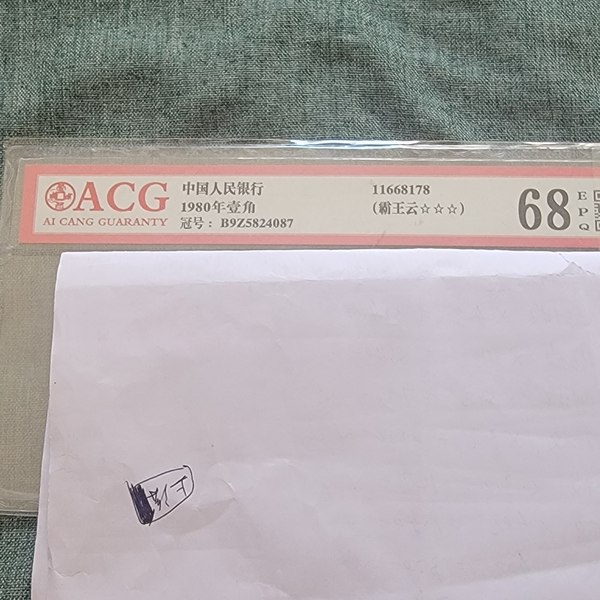 ACG
AI CANG GUARANTY
中国人民银行
1980年壹角
冠号：B9Z5824087
11668178
（霸王云☆☆☆）
68
EPQ